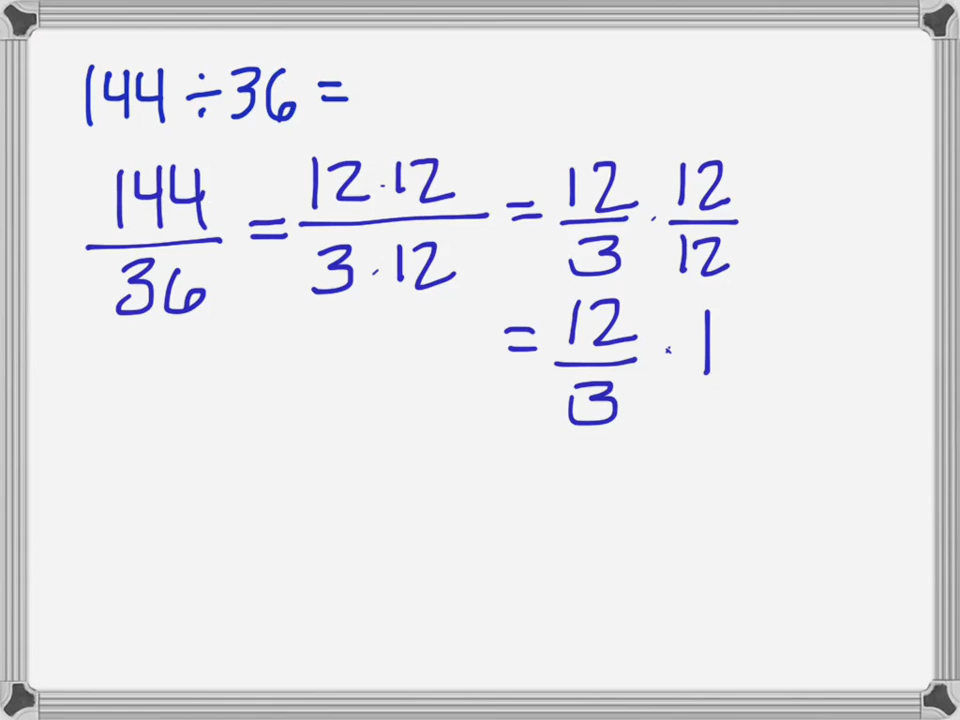 144 ÷ 36 =
144/36 = 12·12/3·12 = 12/3 · 12/12
= 12/3 · 1